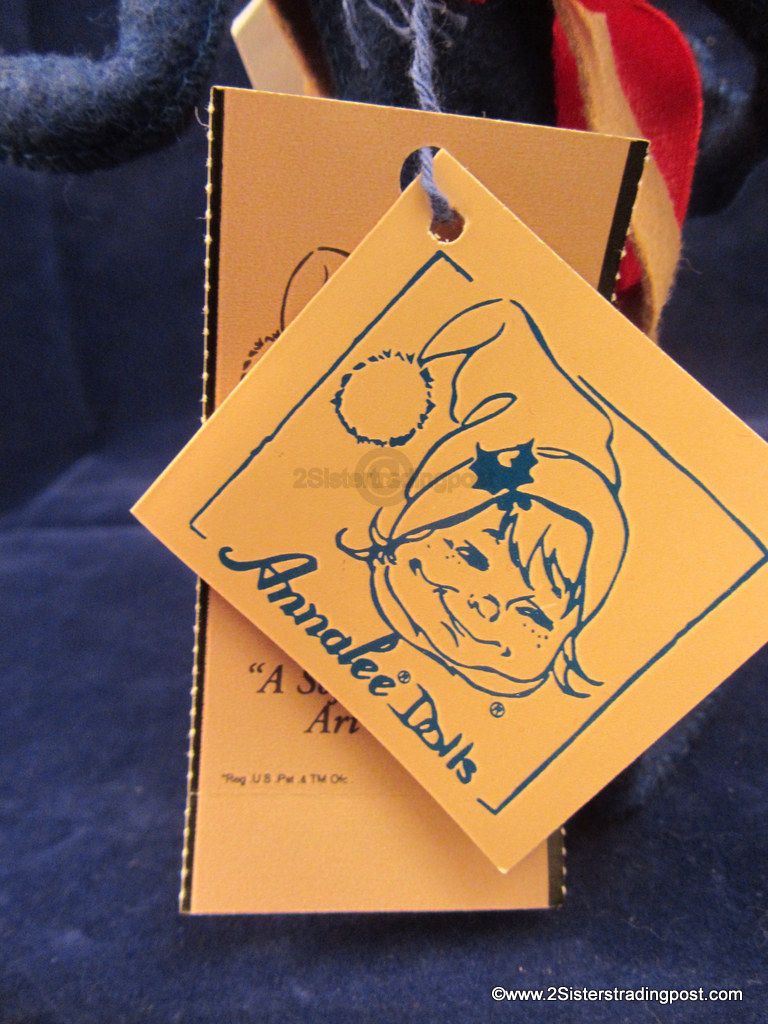 2Sisterstradingpost
©
Annalee® Dolls®
"A S
Art
*Reg .U.S .Pat .& TM Ofc .
©www.2Sisterstradingpost.com